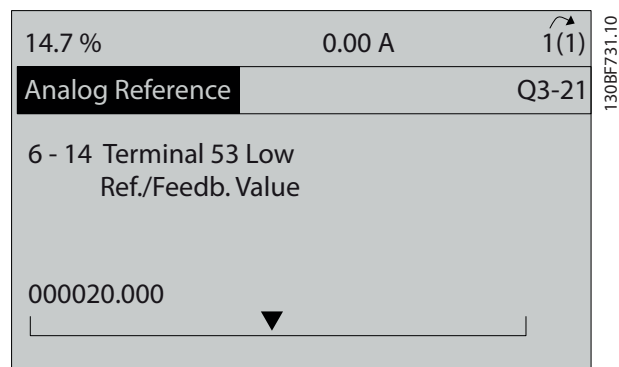 14.7 % 0.00 A 1(1)
Analog Reference Q3-21
6 - 14 Terminal 53 Low
Ref./Feedb. Value
000020.000
130BF731.10